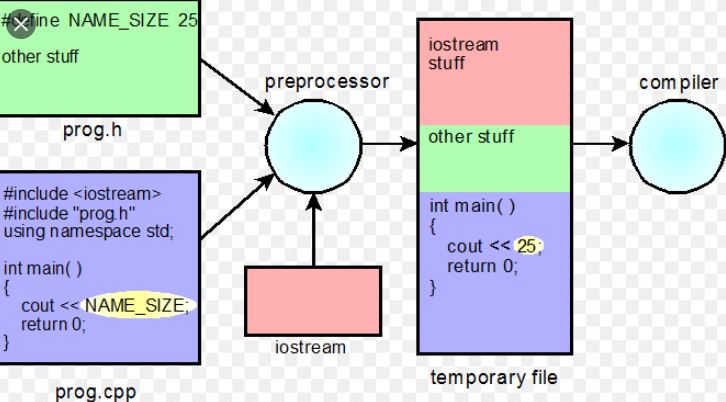 #define NAME_SIZE 25
other stuff
prog.h
#include <iostream>
#include "prog.h"
using namespace std;
int main( )
{
cout << NAME_SIZE;
return 0;
}
prog.cpp
preprocessor
iostream
iostream
stuff
other stuff
int main( )
{
cout << 25;
return 0;
}
temporary file
compiler